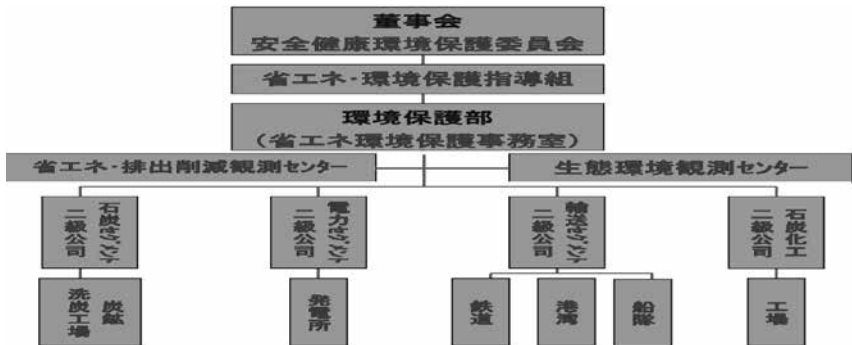 董事会
安全健康環境保護委員会
省エネ・環境保護指導組
環境保護部
(省エネ環境保護事務室)
省エネ・排出削減観測センター
生態環境観測センター
石炭セグメント
二級公司
電力セグメント
二級公司
輸送セグメント
二級公司
石炭化工
二級公司
炭鉱
洗炭工場
発電所
鉄道
港湾
船隊
工場